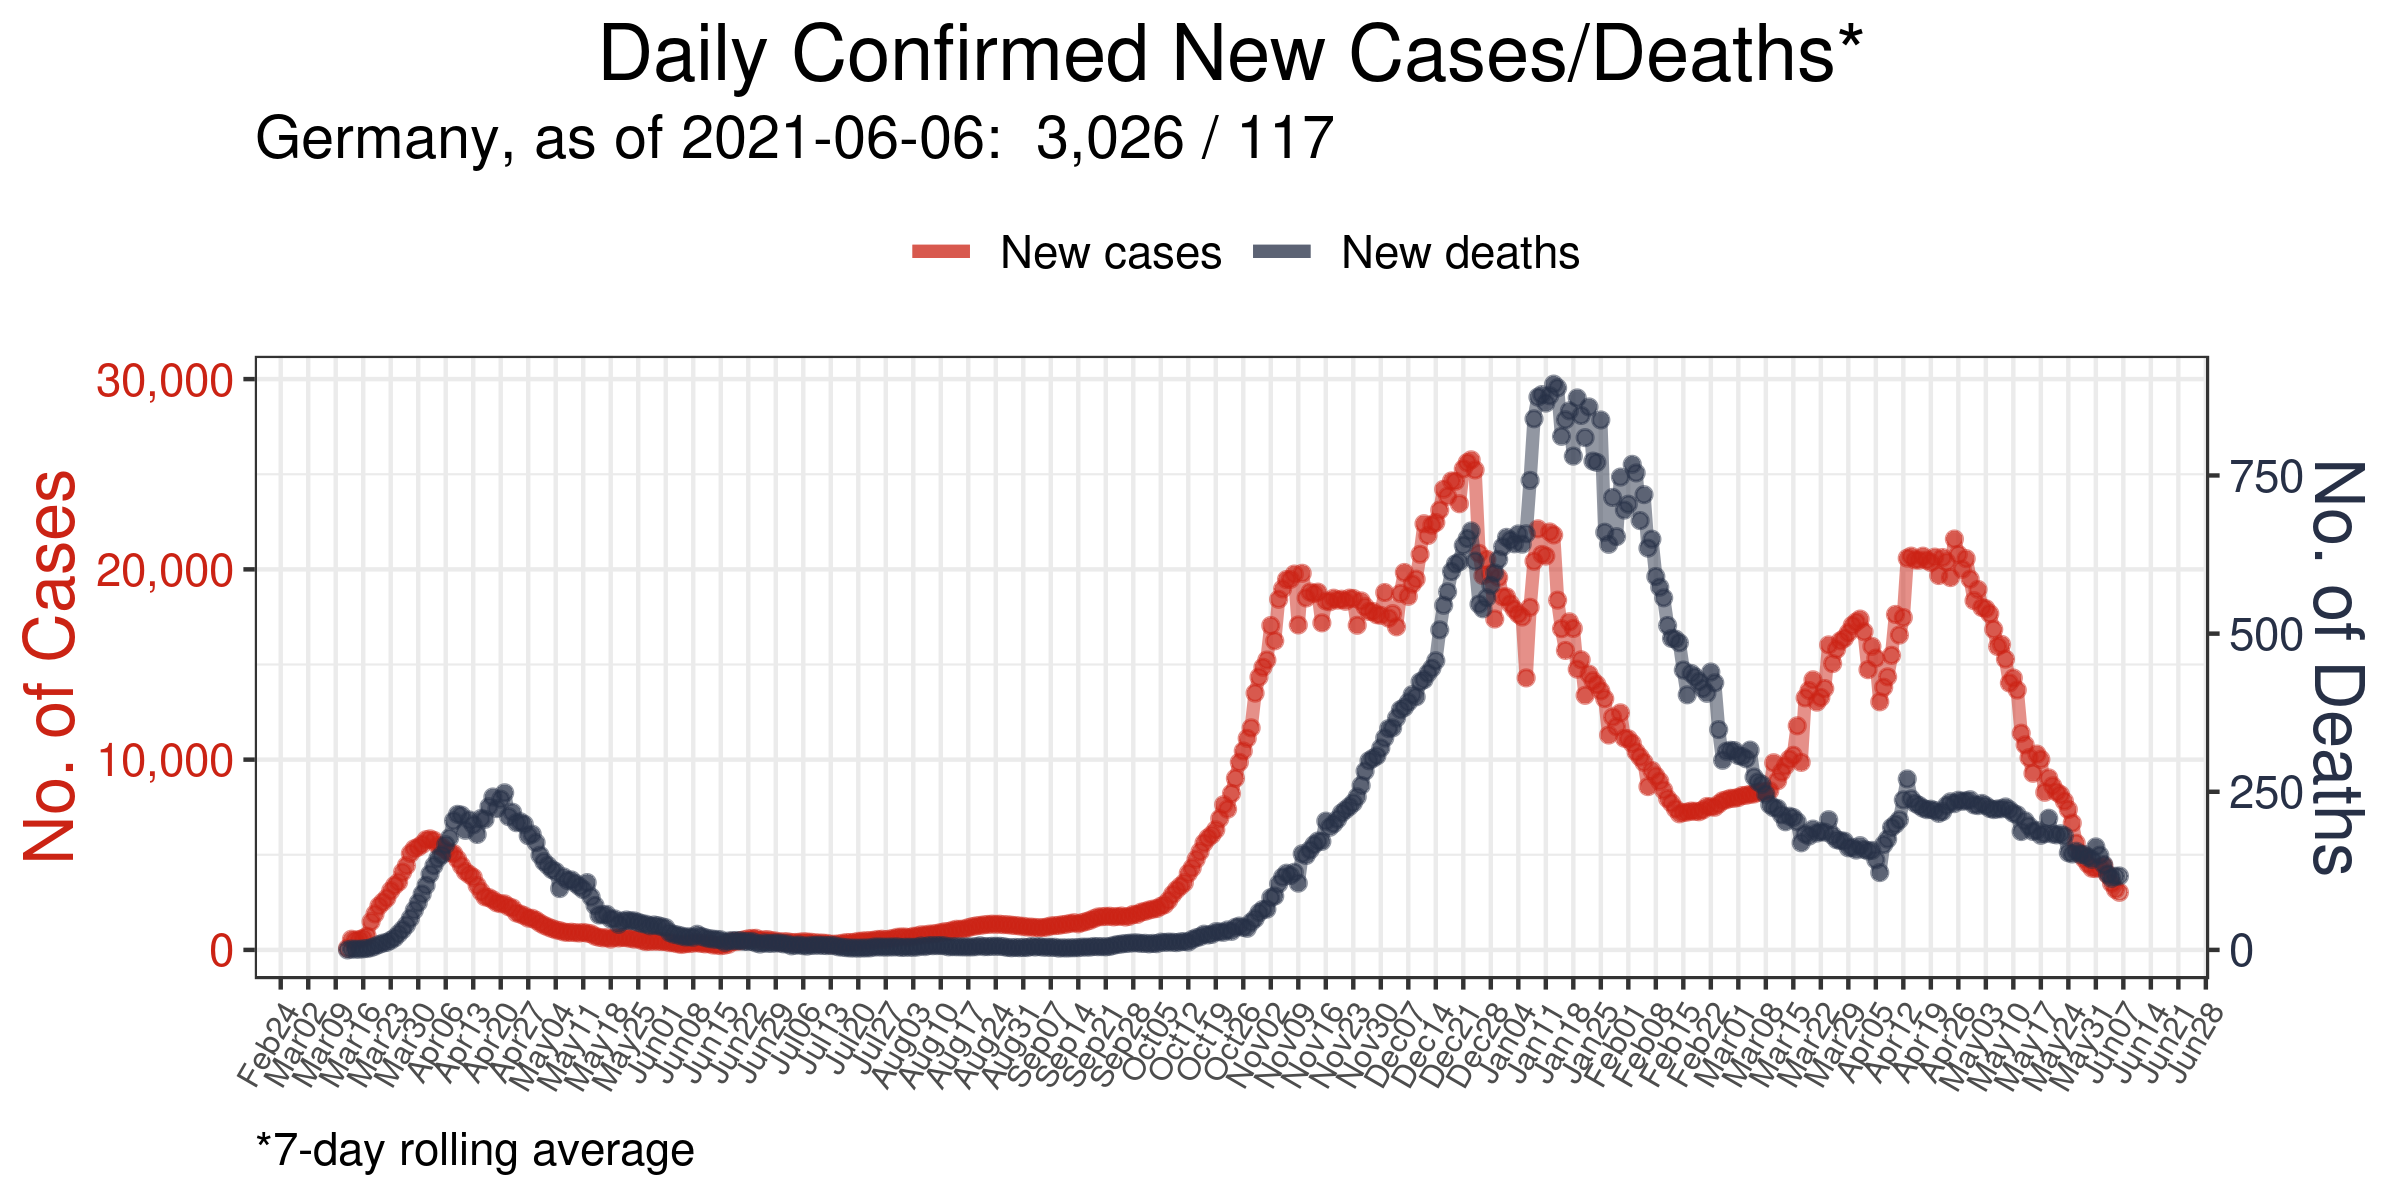 Daily Confirmed New Cases/Deaths*
Germany, as of 2021-06-06:  3,026 / 117
New cases
New deaths
No. of Cases
30,000
20,000
10,000
0
No. of Deaths
750
500
250
0
Feb24
Mar02
Mar09
Mar16
Mar23
Mar30
Apr06
Apr13
Apr20
Apr27
May04
May11
May18
May25
Jun01
Jun08
Jun15
Jun22
Jun29
Jul06
Jul13
Jul20
Jul27
Aug03
Aug10
Aug17
Aug24
Aug31
Sep07
Sep14
Sep21
Sep28
Oct05
Oct12
Oct19
Oct26
Nov02
Nov09
Nov16
Nov23
Nov30
Dec07
Dec14
Dec21
Dec28
Jan04
Jan11
Jan18
Jan25
Feb01
Feb08
Feb15
Feb22
Mar01
Mar08
Mar15
Mar22
Mar29
Apr05
Apr12
Apr19
Apr26
May03
May10
May17
May24
May31
Jun07
Jun14
Jun21
Jun28
*7-day rolling average